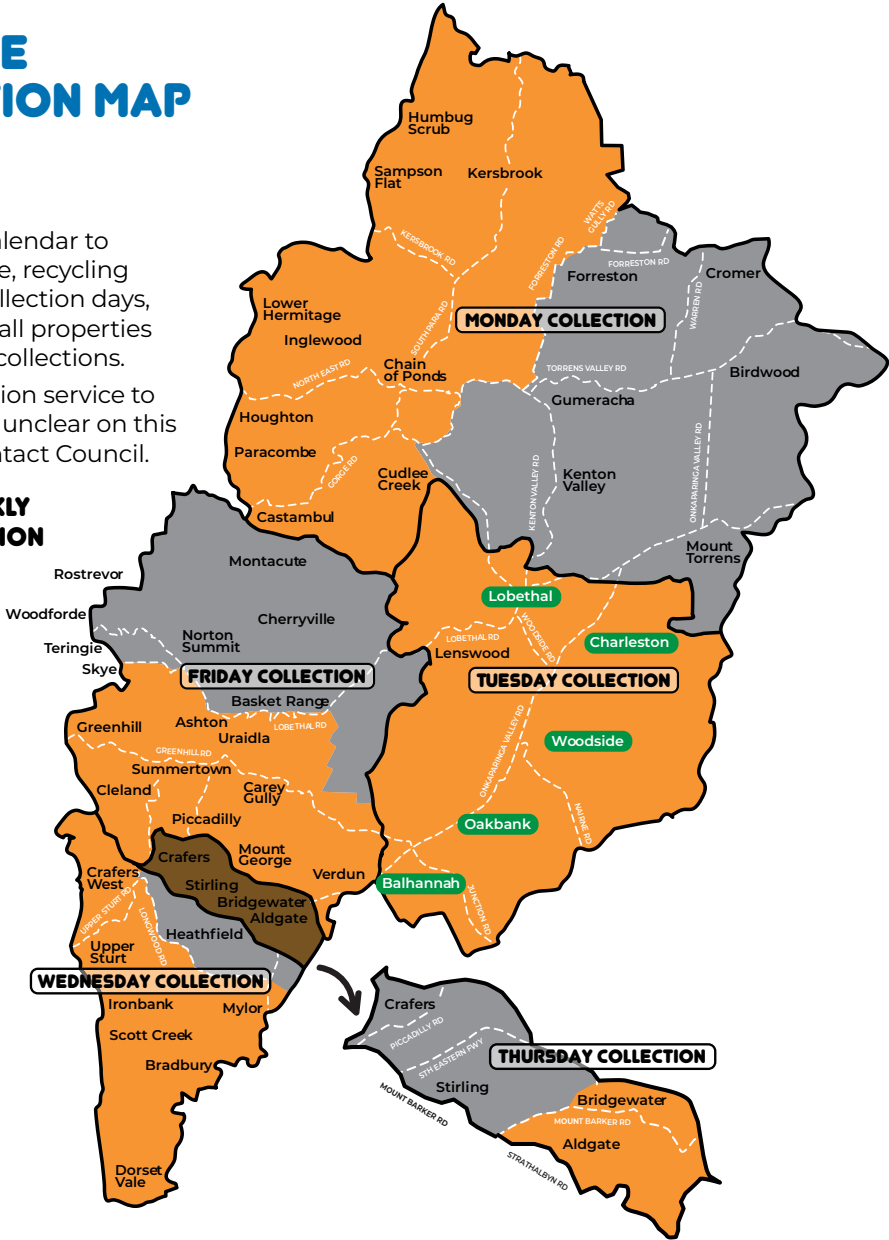 E
TION MAP
alendar to
e, recycling
llection days,
all properties
collections.
tion service to
unclear on this
ntact Council.
KLY
ION
Humbug
Scrub
Sampson
Flat
Kersbrook
WATTS
GULLY RD
KERSBROOK RD
FORRESTON RD
FORRESTON RD
Forreston
Cromer
Lower
Hermitage
Inglewood
SOUTH PARA RD
MONDAY COLLECTION
WARREN RD
NORTH EAST RD
Chain
of Ponds
TORRENS VALLEY RD
Birdwood
Houghton
Gumeracha
Paracombe
GORGE RD
Cudlee
Creek
KENTON VALLEY RD
Kenton
Valley
ONKAPARINGA VALLEY RD
Castambul
Mount
Torrens
Montacute
Rostrevor
Woodforde
Cherryville
Teringie
Norton
Summit
Skye
FRIDAY COLLECTION
Basket Range
Lobethal
WOODSIDE RD
LOBETHAL RD
Lenswood
Charleston
TUESDAY COLLECTION
Greenhill
Ashton
Uraidla
LOBETHAL RD
GREENHILL RD
Summertown
Cleland
Carey
Gully
Piccadilly
ONKAPARINGA VALLEY RD
Woodside
NAIRNE RD
Oakbank
Crafers
Mount
George
Crafers
West
Stirling
Verdun
Balhannah
Bridgewater
Aldgate
JUNCTION RD
UPPER STURT RD
LONGWOOD RD
Heathfield
Upper
Sturt
WEDNESDAY COLLECTION
Ironbank
Mylor
Scott Creek
Bradbury
Dorset
Vale
Crafers
PICCADILLY RD
STH EASTERN FWY
THURSDAY COLLECTION
Stirling
MOUNT BARKER RD
Bridgewater
MOUNT BARKER RD
Aldgate
STRATHALBYN RD